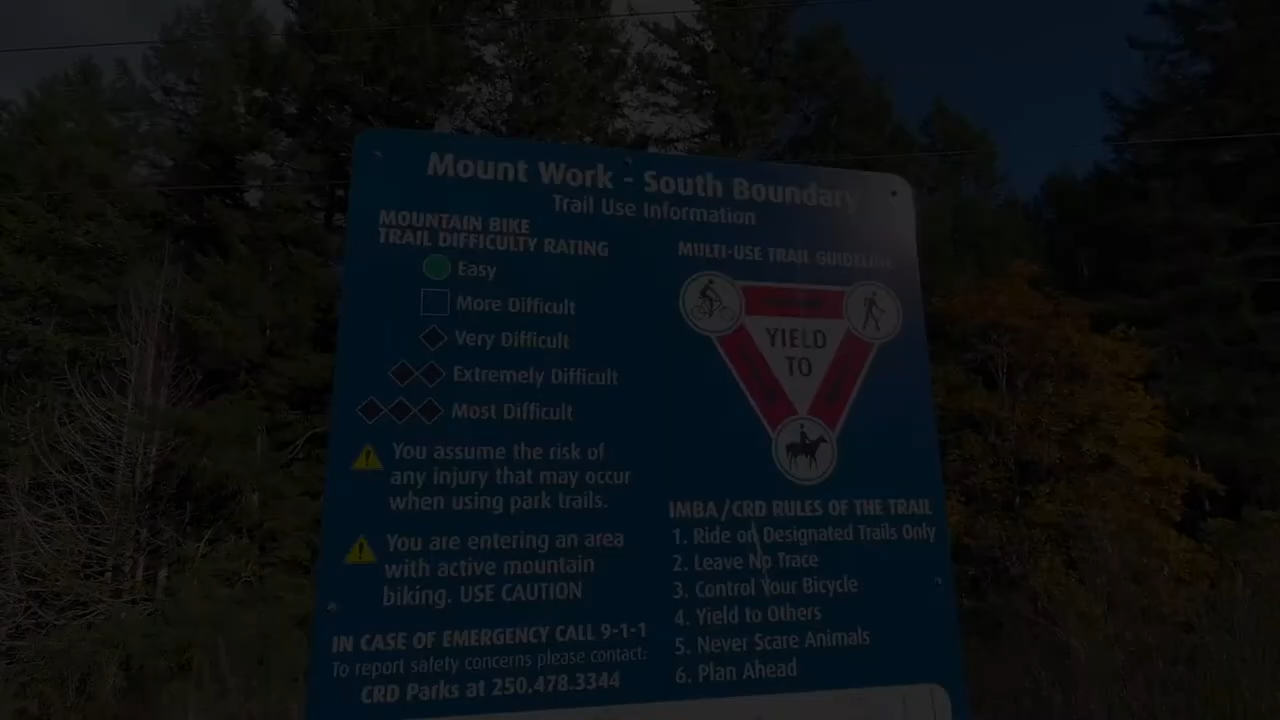 Mount Work - South Boundary
Trail Use Information
MOUNTAIN BIKE
TRAIL DIFFICULTY RATING
Easy
More Difficult
Very Difficult
Extremely Difficult
Most Difficult
You assume the risk of
any injury that may occur
when using park trails.
You are entering an area
with active mountain
biking. USE CAUTION
IN CASE OF EMERGENCY CALL 9-1-1
To report safety concerns please contact:
CRD Parks at 250.478.3344
MULTI-USE TRAIL GUIDELINE
YIELD
TO
IMBA/CRD RULES OF THE TRAIL
1. Ride on Designated Trails Only
2. Leave No Trace
3. Control Your Bicycle
4. Yield to Others
5. Never Scare Animals
6. Plan Ahead